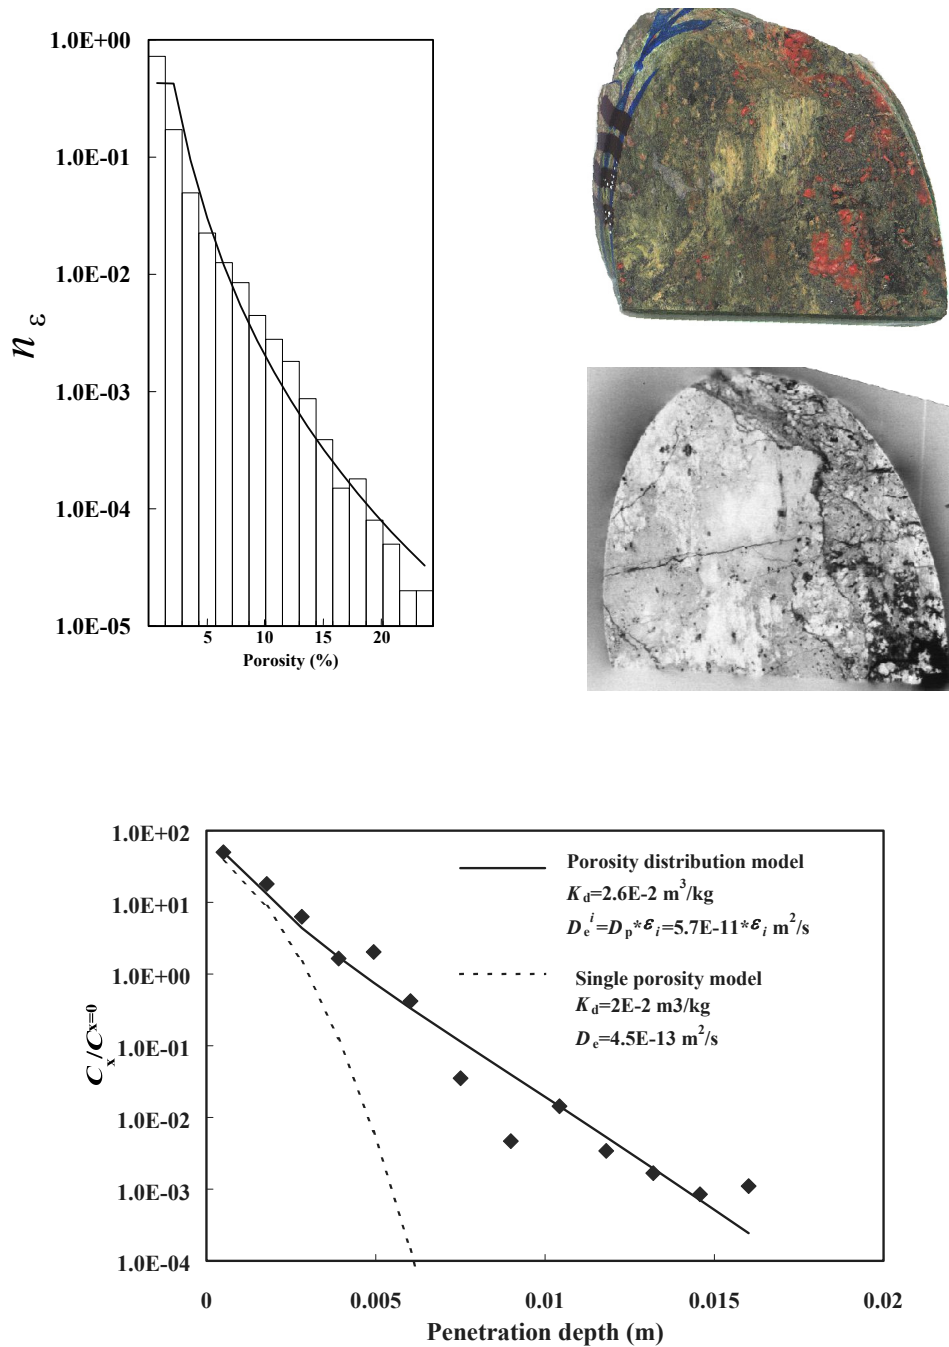 1.0E+00
1.0E-01
1.0E-02
1.0E-03
1.0E-04
1.0E-05
n ε
5 10 15 20
Porosity (%)
1.0E+02
1.0E+01
1.0E+00
1.0E-01
1.0E-02
1.0E-03
1.0E-04
Cx/Cx=0
Porosity distribution model
Kd=2.6E-2 m³/kg
Deⁱ=Dp*εi=5.7E-11*εi m²/s
Single porosity model
Kd=2E-2 m3/kg
De=4.5E-13 m²/s
0 0.005 0.01 0.015 0.02
Penetration depth (m)